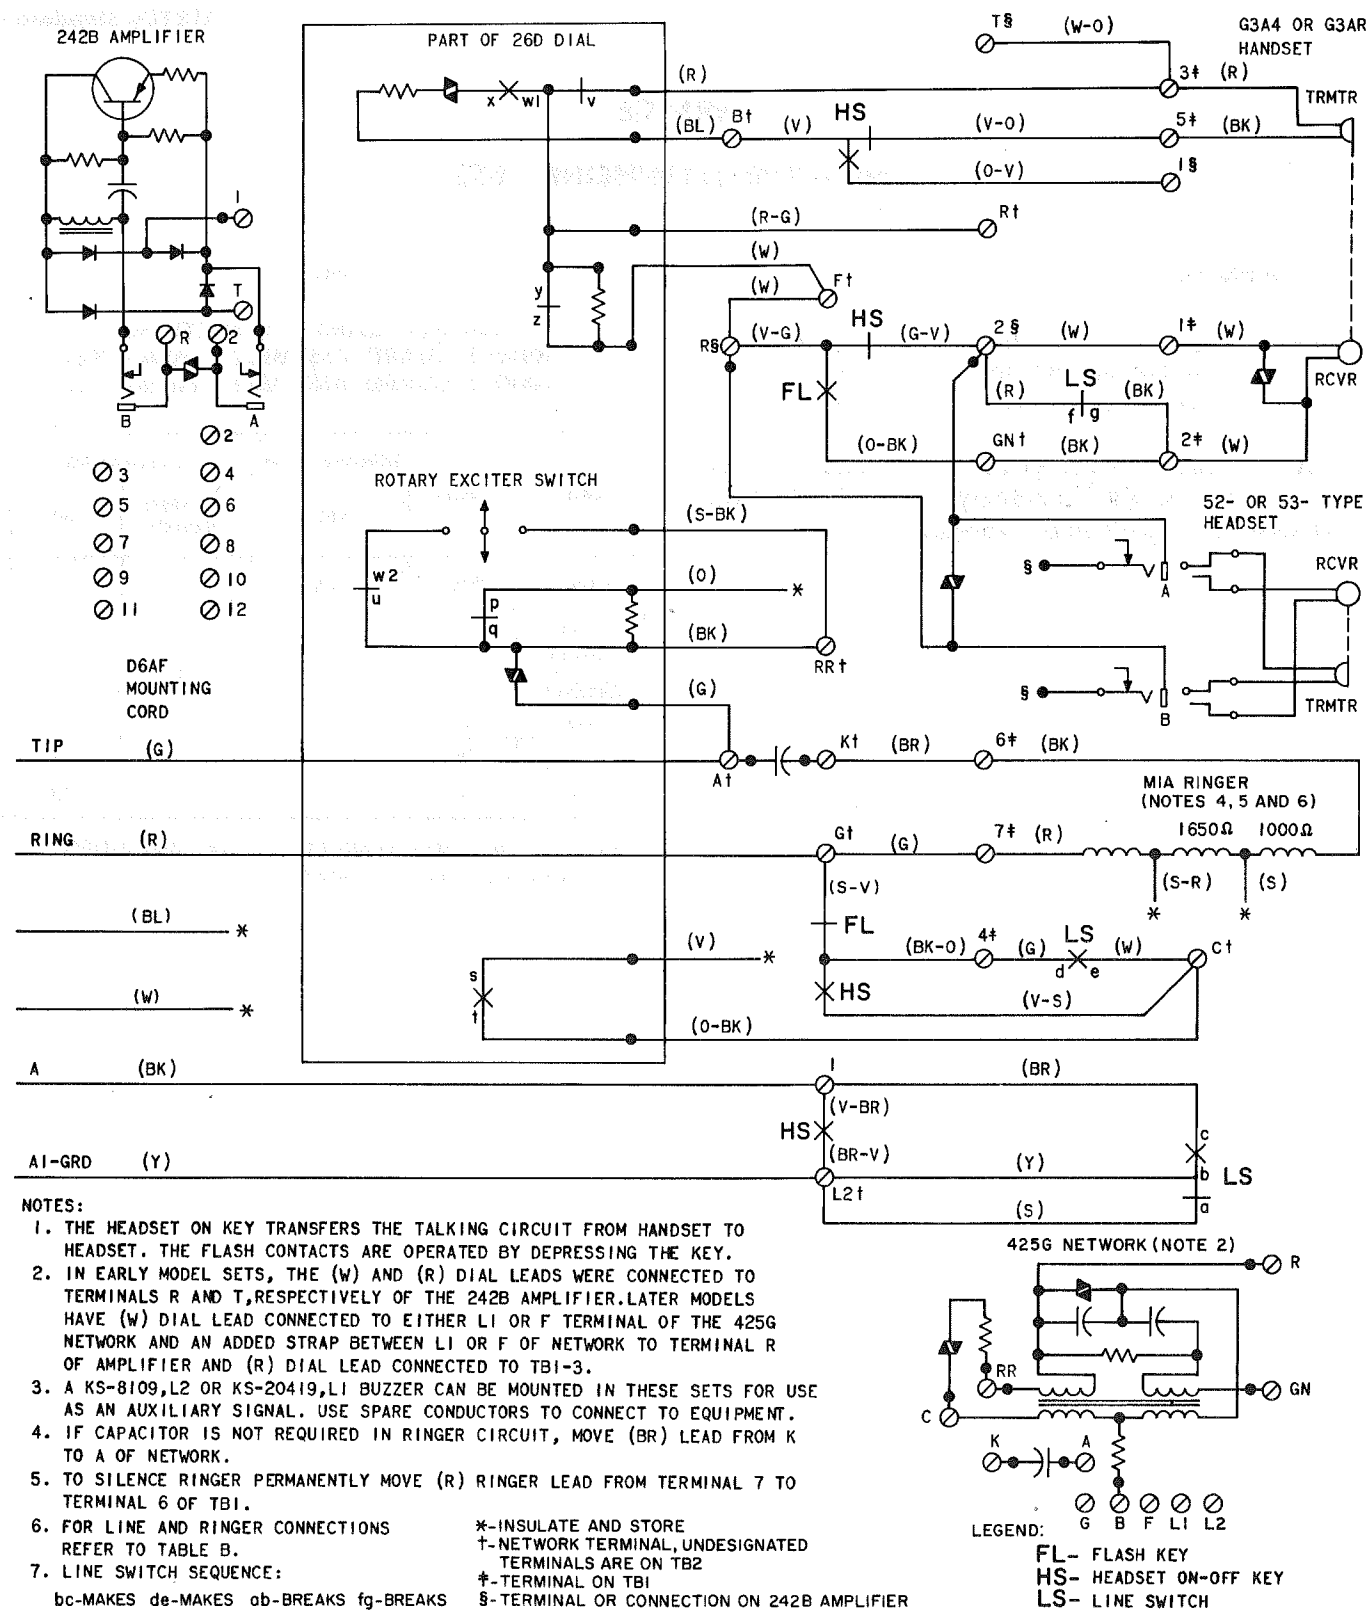 242B AMPLIFIER
I
T
R
2
B
A
2
3
4
5
6
7
8
9
10
11
12
D6AF
MOUNTING
CORD
PART OF 26D DIAL
x
w1
v
y
z
ROTARY EXCITER SWITCH
w2
u
p
q
s
t
T§
(W-O)
G3A4 OR G3AR
HANDSET
(R)
3‡
(R)
TRMTR
(BL)
B†
(V)
HS
(V-O)
5‡
(BK)
(O-V)
1§
(R-G)
R†
(W)
(W)
F†
R§
(V-G)
HS
(G-V)
2§
(W)
1‡
(W)
RCVR
FL
(R)
LS
(BK)
f g
(O-BK)
GN†
(BK)
2‡
(W)
52- OR 53- TYPE
HEADSET
(S-BK)
§
A
RCVR
(O)
*
(BK)
RR†
§
B
TRMTR
(G)
TIP
(G)
A†
K†
(BR)
6‡
(BK)
MIA RINGER
(NOTES 4, 5 AND 6)
1650Ω
1000Ω
RING
(R)
G†
(G)
7‡
(R)
(S-R)
(S)
*
*
(S-V)
FL
(BL)
*
(V)
*
(BK-O)
4‡
(G)
LS
(W)
C†
d
e
HS
(V-S)
(W)
*
(O-BK)
A
(BK)
1
(BR)
(V-BR)
HS
(BR-V)
c
b
LS
a
A1-GRD
(Y)
L2†
(Y)
(S)
NOTES:
1. THE HEADSET ON KEY TRANSFERS THE TALKING CIRCUIT FROM HANDSET TO
HEADSET. THE FLASH CONTACTS ARE OPERATED BY DEPRESSING THE KEY.
2. IN EARLY MODEL SETS, THE (W) AND (R) DIAL LEADS WERE CONNECTED TO
TERMINALS R AND T,RESPECTIVELY OF THE 242B AMPLIFIER.LATER MODELS
HAVE (W) DIAL LEAD CONNECTED TO EITHER L1 OR F TERMINAL OF THE 425G
NETWORK AND AN ADDED STRAP BETWEEN L1 OR F OF NETWORK TO TERMINAL R
OF AMPLIFIER AND (R) DIAL LEAD CONNECTED TO TB1-3.
3. A KS-8109,L2 OR KS-20419,L1 BUZZER CAN BE MOUNTED IN THESE SETS FOR USE
AS AN AUXILIARY SIGNAL. USE SPARE CONDUCTORS TO CONNECT TO EQUIPMENT.
4. IF CAPACITOR IS NOT REQUIRED IN RINGER CIRCUIT, MOVE (BR) LEAD FROM K
TO A OF NETWORK.
5. TO SILENCE RINGER PERMANENTLY MOVE (R) RINGER LEAD FROM TERMINAL 7 TO
TERMINAL 6 OF TB1.
6. FOR LINE AND RINGER CONNECTIONS
REFER TO TABLE B.
7. LINE SWITCH SEQUENCE:
bc-MAKES de-MAKES ab-BREAKS fg-BREAKS
*-INSULATE AND STORE
†-NETWORK TERMINAL, UNDESIGNATED
TERMINALS ARE ON TB2
‡-TERMINAL ON TB1
§-TERMINAL OR CONNECTION ON 242B AMPLIFIER
425G NETWORK (NOTE 2)
R
RR
GN
C
K
A
G
B
F
L1
L2
LEGEND:
FL- FLASH KEY
HS- HEADSET ON-OFF KEY
LS- LINE SWITCH